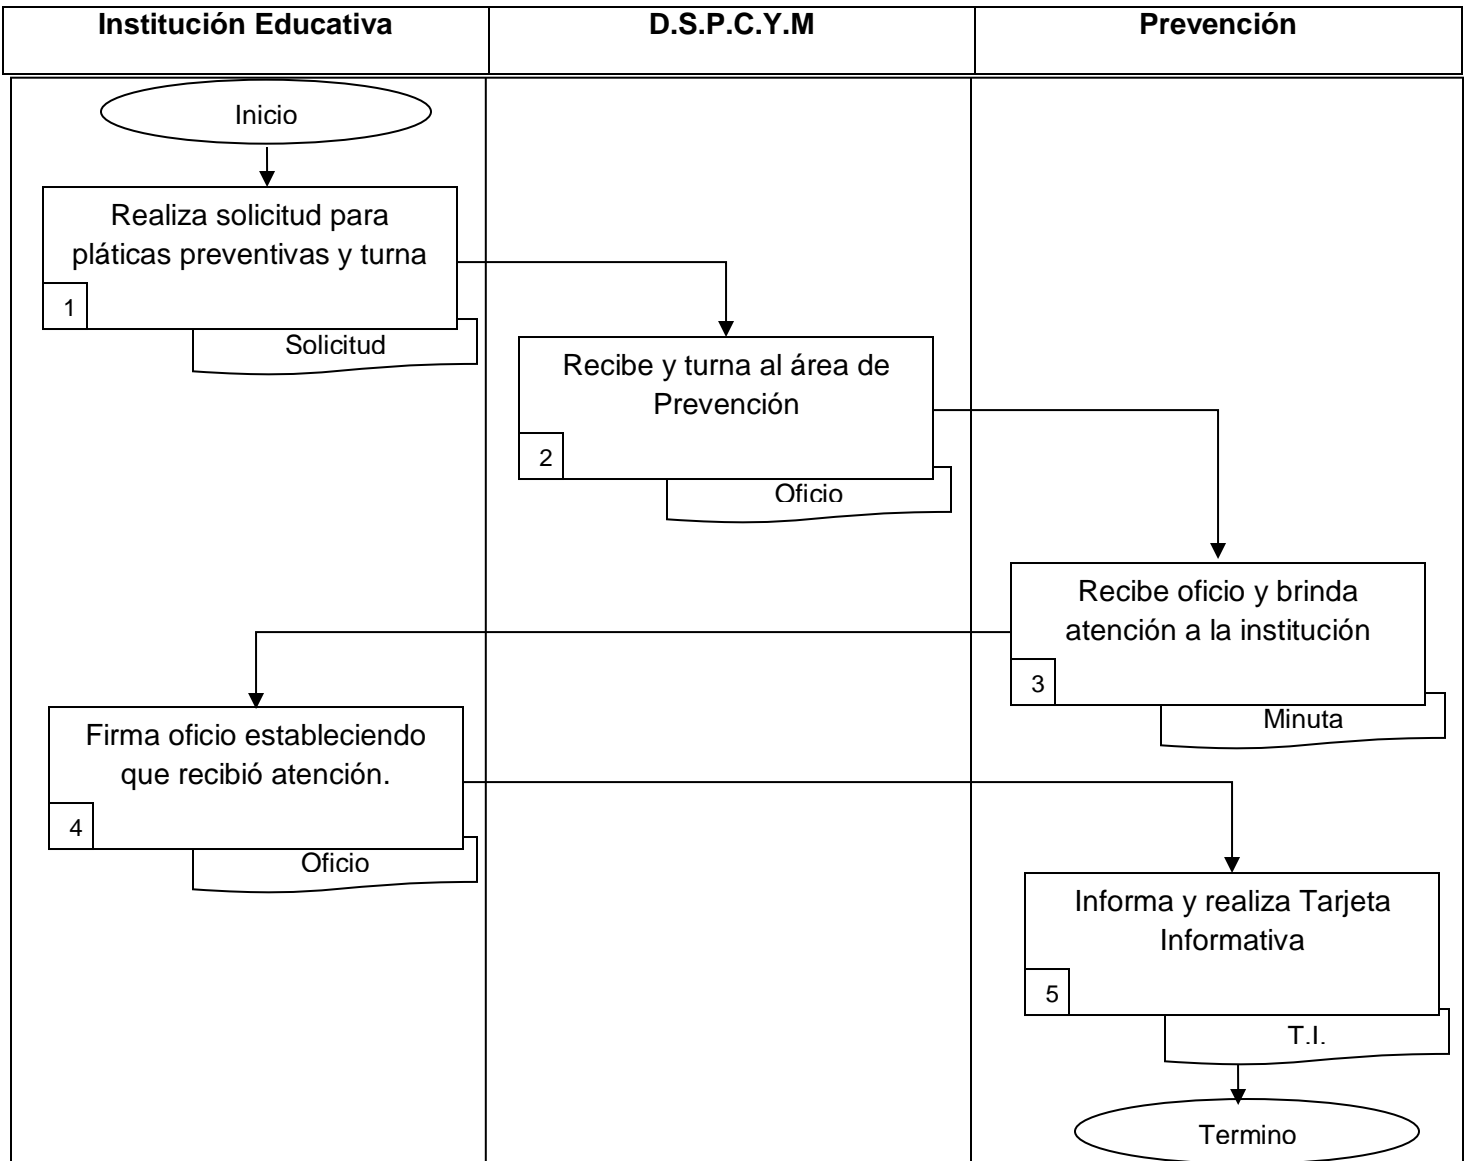 Institución Educativa
D.S.P.C.Y.M
Prevención
Inicio
Realiza solicitud para
pláticas preventivas y turna
1
Solicitud
Recibe y turna al área de
Prevención
2
Oficio
Recibe oficio y brinda
atención a la institución
3
Minuta
Firma oficio estableciendo
que recibió atención.
4
Oficio
Informa y realiza Tarjeta
Informativa
5
T.I.
Termino